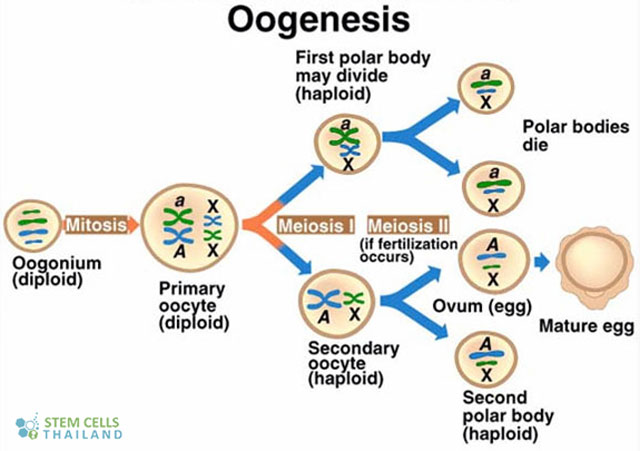 Oogenesis
First polar body
may divide
(haploid)
a
X
a
X
Polar bodies
die
a
X
Mitosis
a
X
A
X
Meiosis I
Meiosis II
(if fertilization
occurs)
Oogonium
(diploid)
Primary
oocyte
(diploid)
A
X
Secondary
oocyte
(haploid)
A
X
Ovum (egg)
Mature egg
A
X
Second
polar body
(haploid)
STEM CELLS
THAILAND